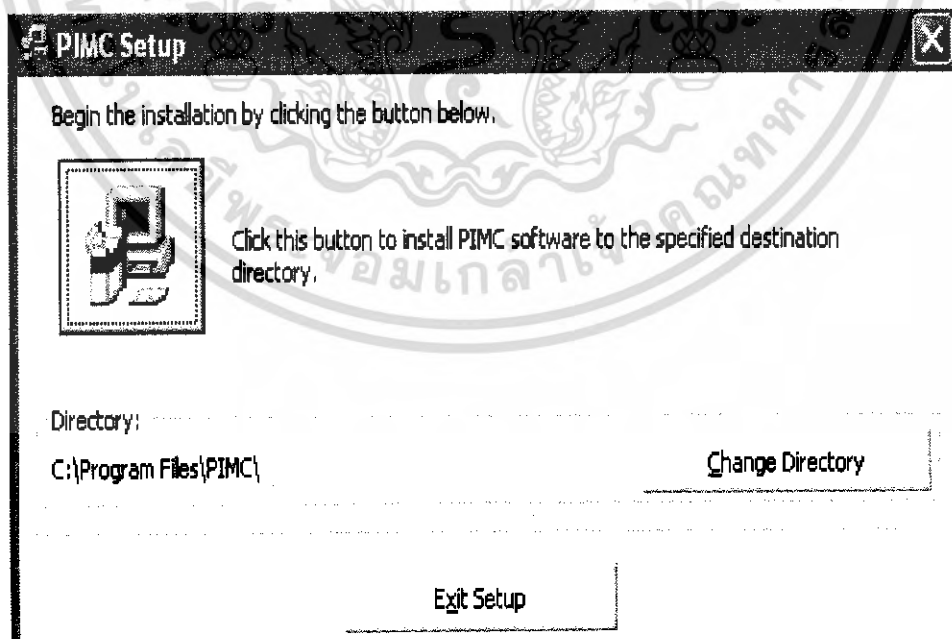 PIMC Setup
Begin the installation by clicking the button below.
Click this button to install PIMC software to the specified destination
directory.
Directory:
C:\Program Files\PIMC\
Change Directory
Exit Setup